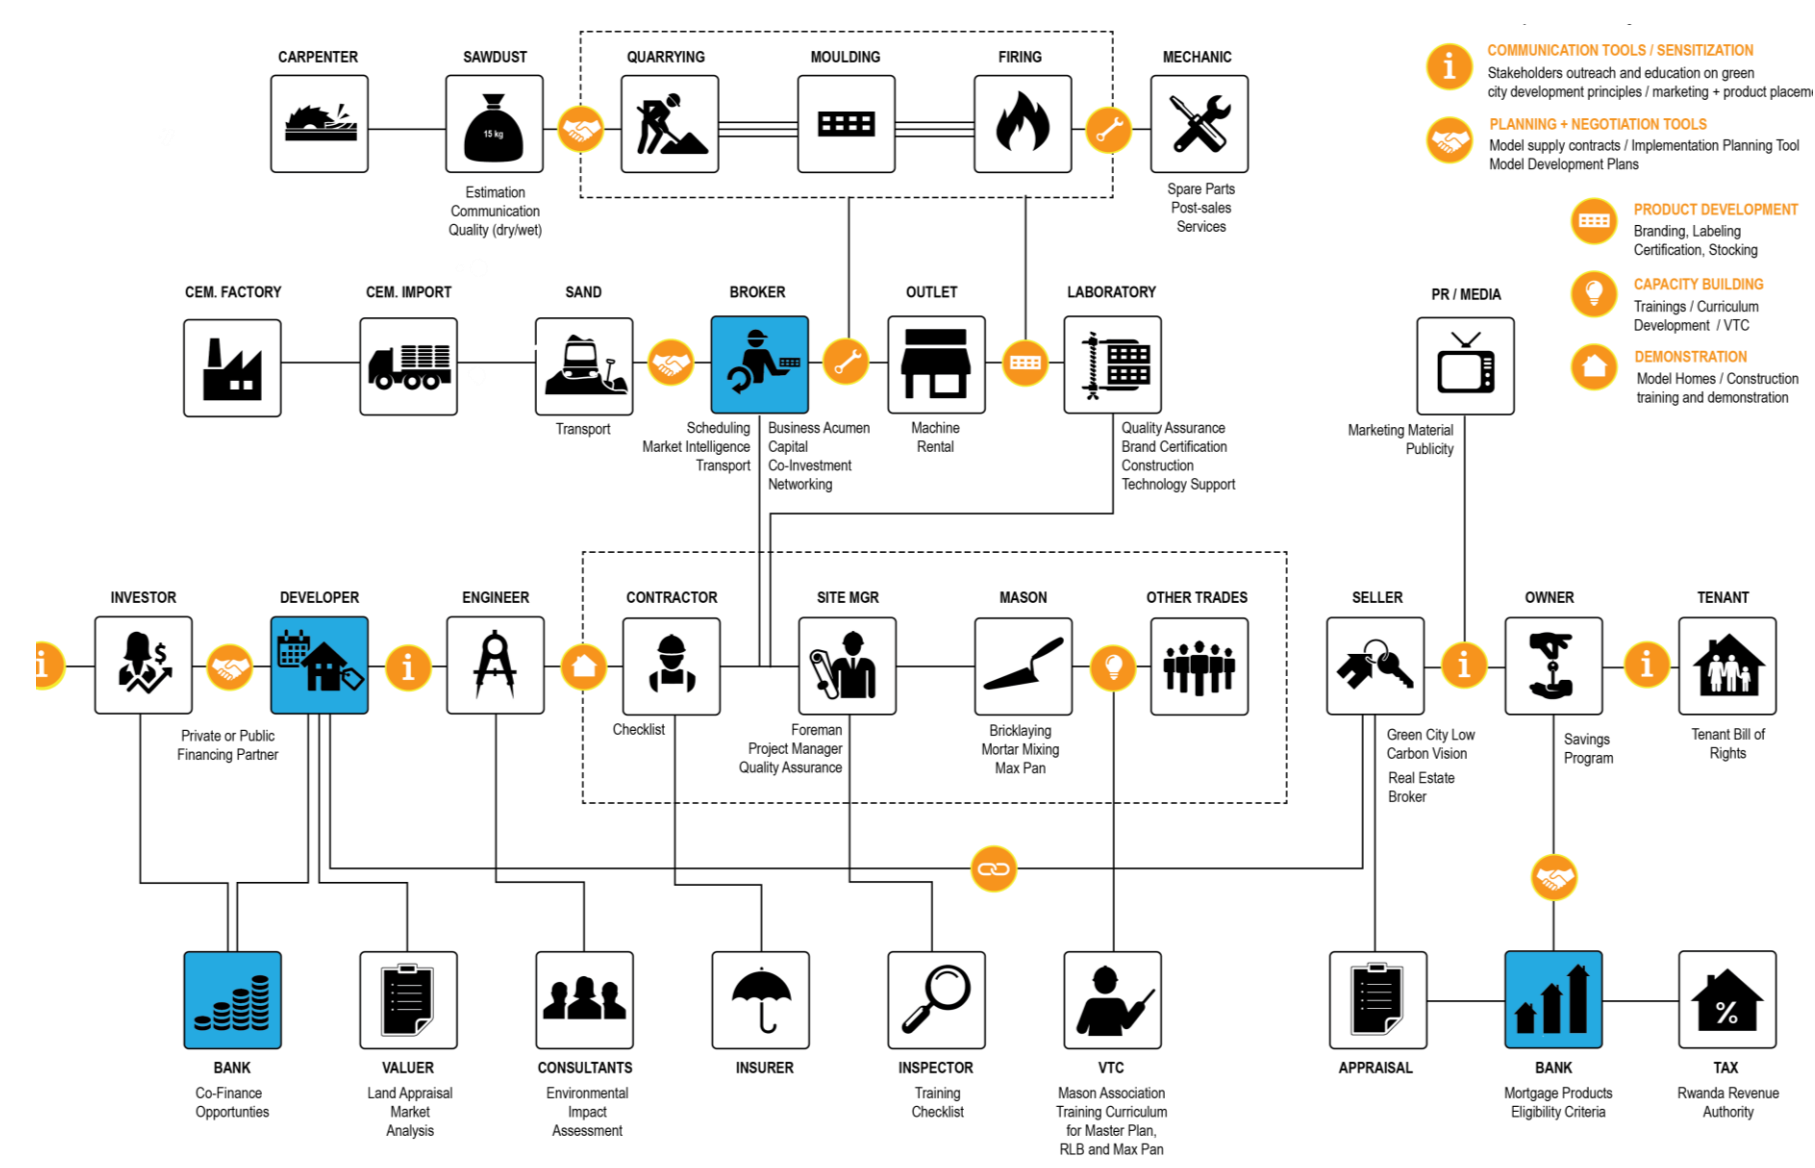 CARPENTER
SAWDUST
QUARRYING
MOULDING
FIRING
MECHANIC
15 kg
Estimation
Communication
Quality (dry/wet)
Spare Parts
Post-sales
Services
COMMUNICATION TOOLS / SENSITIZATION
Stakeholders outreach and education on green
city development principles / marketing + product placeme
PLANNING + NEGOTIATION TOOLS
Model supply contracts / Implementation Planning Tool
Model Development Plans
PRODUCT DEVELOPMENT
Branding, Labeling
Certification, Stocking
CAPACITY BUILDING
Trainings / Curriculum
Development / VTC
DEMONSTRATION
Model Homes / Construction
training and demonstration
CEM. FACTORY
CEM. IMPORT
SAND
BROKER
OUTLET
LABORATORY
PR / MEDIA
Transport
Scheduling
Market Intelligence
Transport
Business Acumen
Capital
Co-Investment
Networking
Machine
Rental
Quality Assurance
Brand Certification
Construction
Technology Support
Marketing Material
Publicity
INVESTOR
DEVELOPER
ENGINEER
CONTRACTOR
SITE MGR
MASON
OTHER TRADES
SELLER
OWNER
TENANT
$
Private or Public
Financing Partner
Checklist
Foreman
Project Manager
Quality Assurance
Bricklaying
Mortar Mixing
Max Pan
Green City Low
Carbon Vision
Real Estate
Broker
Savings
Program
Tenant Bill of
Rights
%
BANK
VALUER
CONSULTANTS
INSURER
INSPECTOR
VTC
APPRAISAL
BANK
TAX
Co-Finance
Opportunties
Land Appraisal
Market
Analysis
Environmental
Impact
Assessment
Training
Checklist
Mason Association
Training Curriculum
for Master Plan,
RLB and Max Pan
Mortgage Products
Eligibility Criteria
Rwanda Revenue
Authority